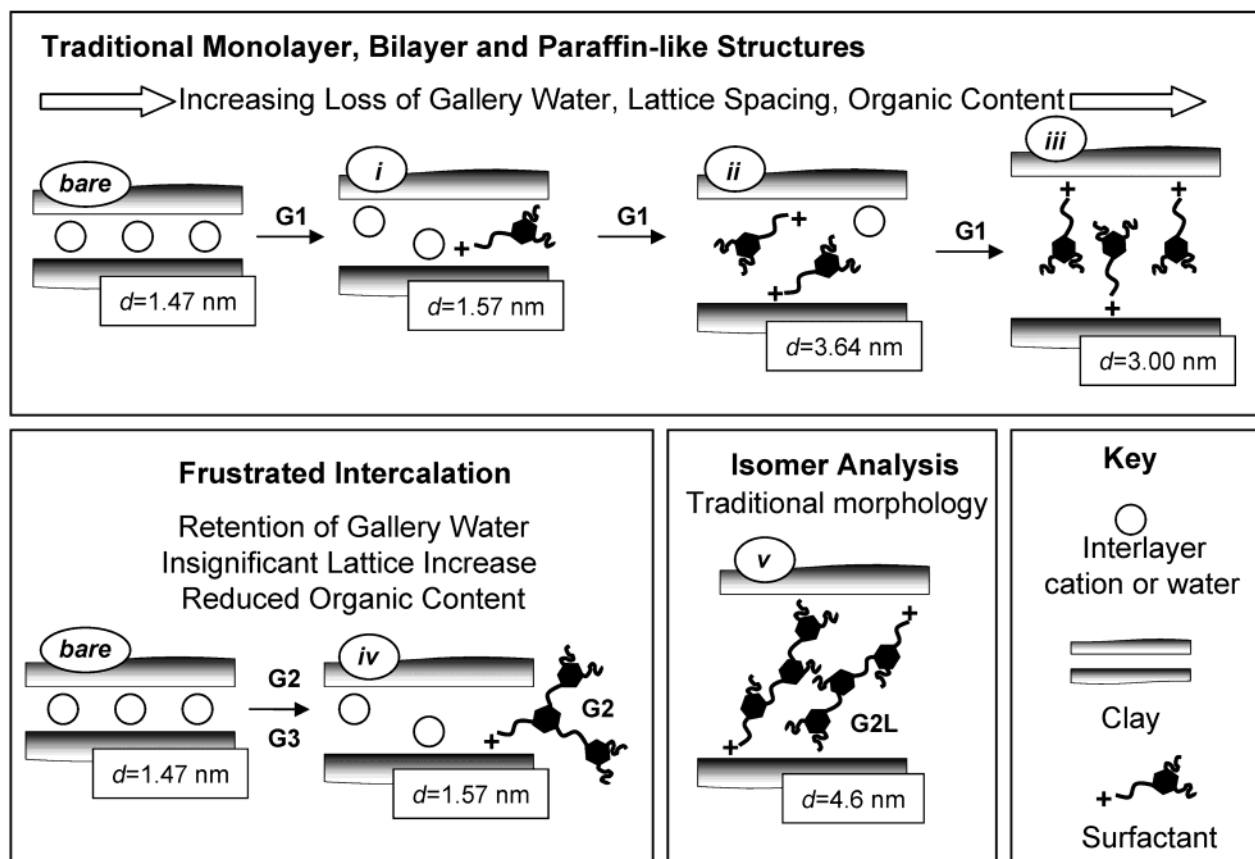 Traditional Monolayer, Bilayer and Paraffin-like Structures
Increasing Loss of Gallery Water, Lattice Spacing, Organic Content
bare
d=1.47 nm
G1
i
+
d=1.57 nm
G1
ii
+
+
d=3.64 nm
G1
iii
+
+
+
d=3.00 nm
Frustrated Intercalation
Retention of Gallery Water
Insignificant Lattice Increase
Reduced Organic Content
bare
d=1.47 nm
G2
G3
iv
+
G2
d=1.57 nm
Isomer Analysis
Traditional morphology
v
+
G2L
+
d=4.6 nm
Key
Interlayer
cation or water
Clay
+
Surfactant